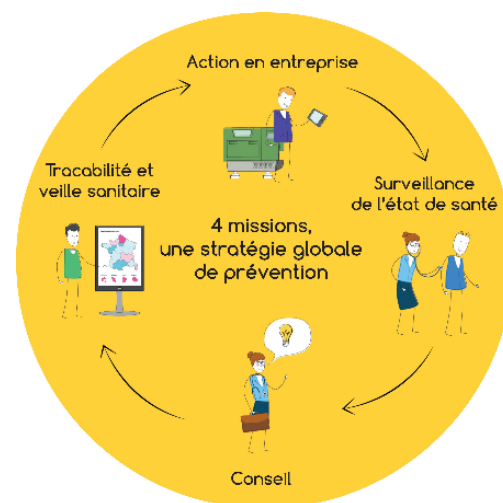 Action en entreprise
Tracabilité et
veille sanitaire
Surveillance
de l'état de santé
4 missions,
une stratégie globale
de prévention
Conseil